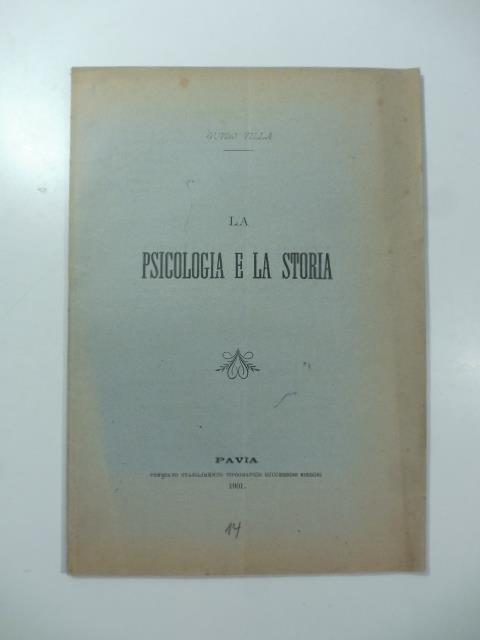 GUIDO VILLA
LA
PSICOLOGIA E LA STORIA
PAVIA
PREMIATO STABILIMENTO TIPOGRAFICO SUCCESSORI BIZZONI
1901.
14